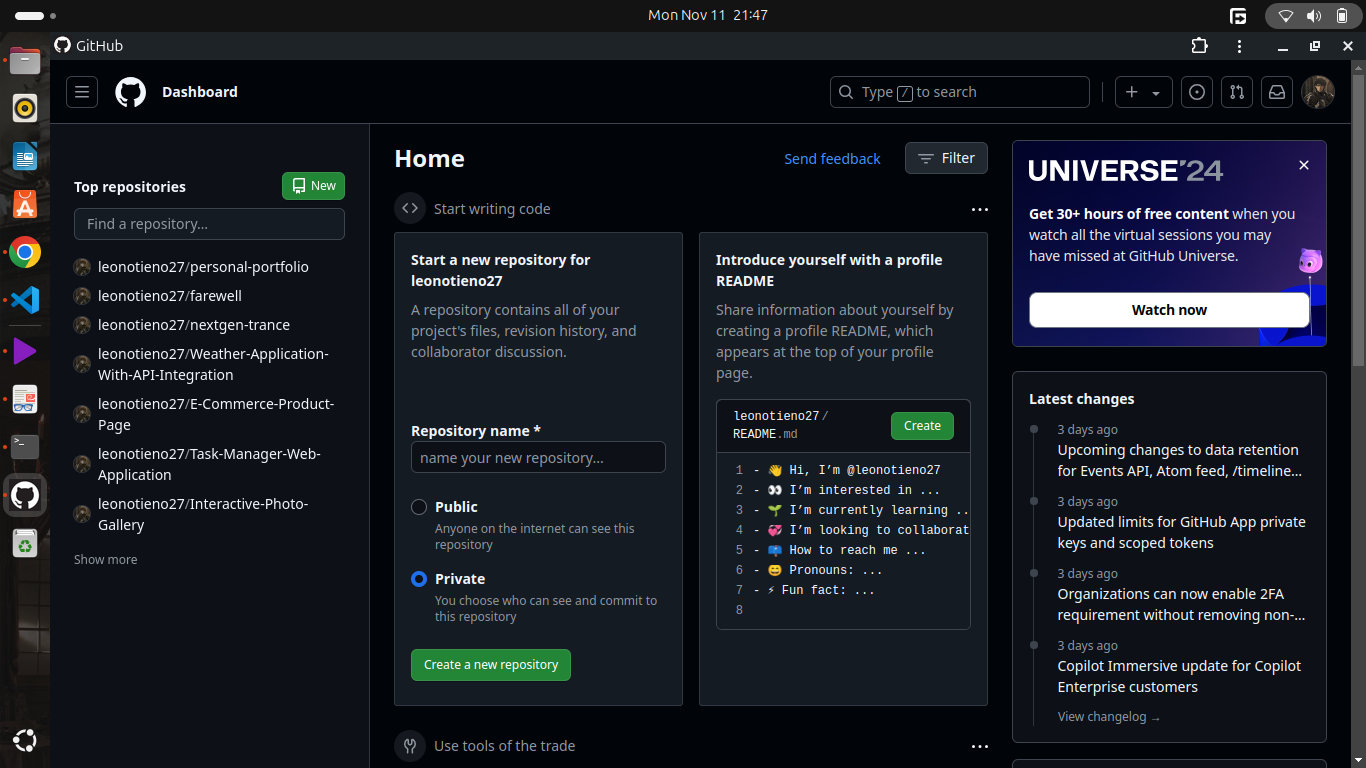 Mon Nov 11 21:47
GitHub
Dashboard
Type / to search
Top repositories
New
Find a repository...
leonotieno27/personal-portfolio
leonotieno27/farewell
leonotieno27/nextgen-trance
leonotieno27/Weather-Application-
With-API-Integration
leonotieno27/E-Commerce-Product-
Page
leonotieno27/Task-Manager-Web-
Application
leonotieno27/Interactive-Photo-
Gallery
Show more
Home
Send feedback
Filter
Start writing code
Start a new repository for
leonotieno27
A repository contains all of your
project's files, revision history, and
collaborator discussion.
Repository name *
name your new repository...
Public
Anyone on the internet can see this
repository
Private
You choose who can see and commit to
this repository
Create a new repository
Introduce yourself with a profile
README
Share information about yourself by
creating a profile README, which
appears at the top of your profile
page.
leonotieno27/
README.md
Create
1 - 👋 Hi, I’m @leonotieno27
2 - 👀 I’m interested in ...
3 - 🌱 I’m currently learning ..
4 - 💞️ I’m looking to collaborat
5 - 📫 How to reach me ...
6 - 😄 Pronouns: ...
7 - ⚡ Fun fact: ...
8
Use tools of the trade
UNIVERSE'24
Get 30+ hours of free content when you
watch all the virtual sessions you may
have missed at GitHub Universe.
Watch now
Latest changes
3 days ago
Upcoming changes to data retention
for Events API, Atom feed, /timeline...
3 days ago
Updated limits for GitHub App private
keys and scoped tokens
3 days ago
Organizations can now enable 2FA
requirement without removing non-...
3 days ago
Copilot Immersive update for Copilot
Enterprise customers
View changelog →